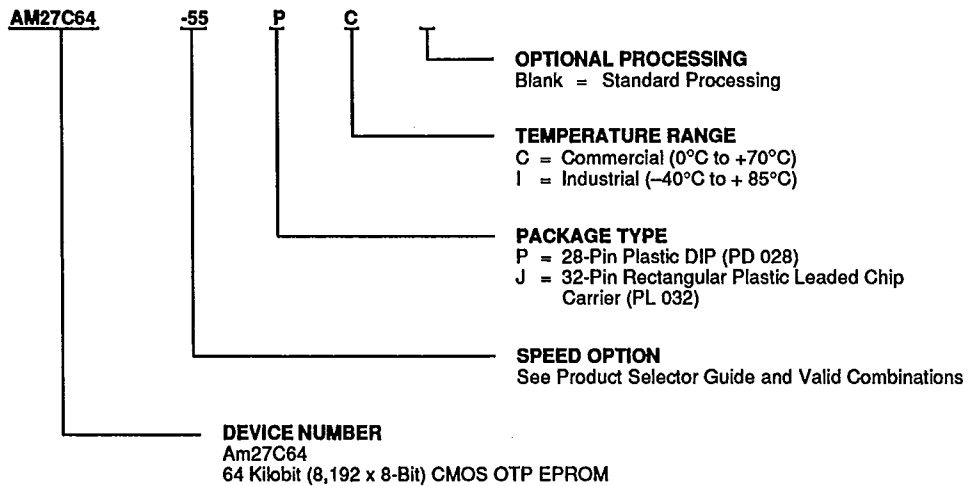 AM27C64 -55 P C
OPTIONAL PROCESSING
Blank = Standard Processing
TEMPERATURE RANGE
C = Commercial (0°C to +70°C)
I = Industrial (–40°C to + 85°C)
PACKAGE TYPE
P = 28-Pin Plastic DIP (PD 028)
J = 32-Pin Rectangular Plastic Leaded Chip
Carrier (PL 032)
SPEED OPTION
See Product Selector Guide and Valid Combinations
DEVICE NUMBER
Am27C64
64 Kilobit (8,192 x 8-Bit) CMOS OTP EPROM